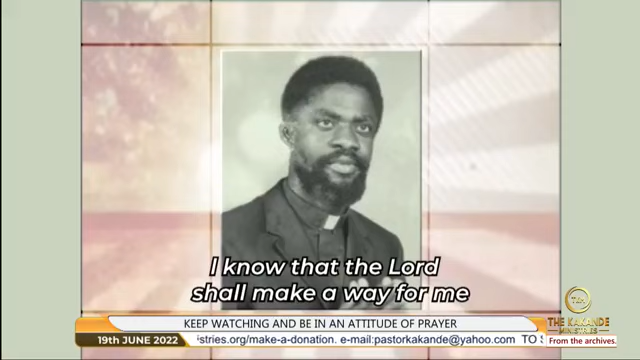 I know that the Lord
shall make a way for me
KEEP WATCHING AND BE IN AN ATTITUDE OF PRAYER
19th JUNE 2022
istries.org/make-a-donation. e-mail:pastorkakande@yahoo.com TO
THE KAKANDE
MINISTRIES
From the archives.